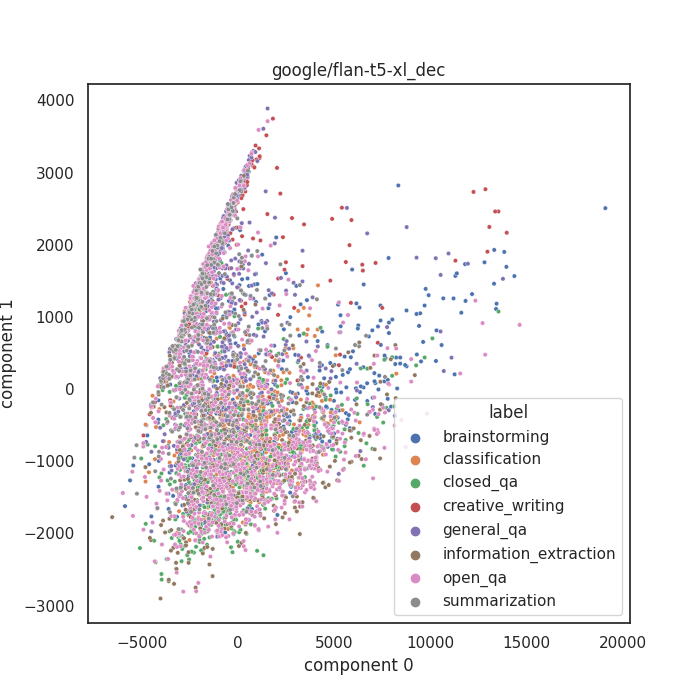 google/flan-t5-xl_dec
4000
3000
2000
1000
0
−1000
−2000
−3000
component 1
−5000
0
5000
10000
15000
20000
component 0
label
brainstorming
classification
closed_qa
creative_writing
general_qa
information_extraction
open_qa
summarization